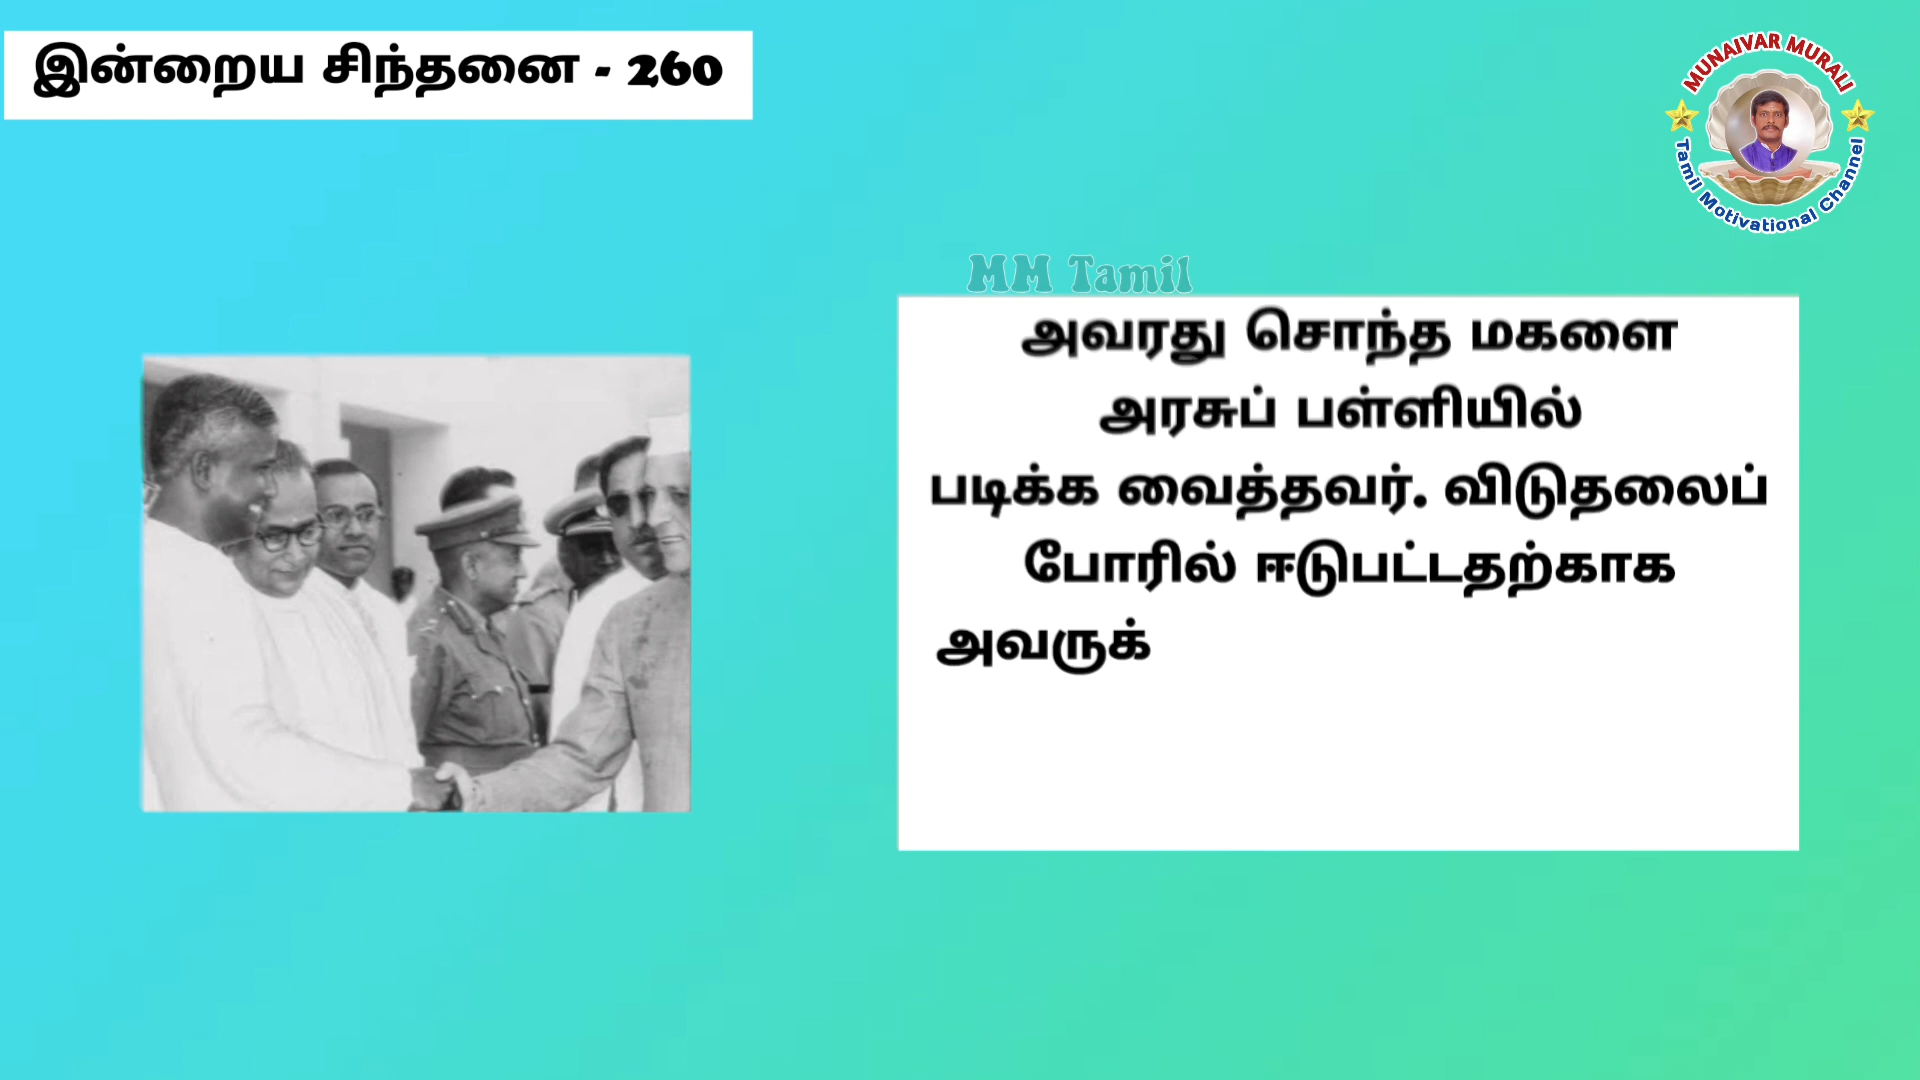 இன்றைய சிந்தனை - 260
MUNAIVAR MURALI
Tamil Motivational Channel
MM Tamil
அவரது சொந்த மகளை
அரசுப் பள்ளியில்
படிக்க வைத்தவர். விடுதலைப்
போரில் ஈடுபட்டதற்காக
அவருக்